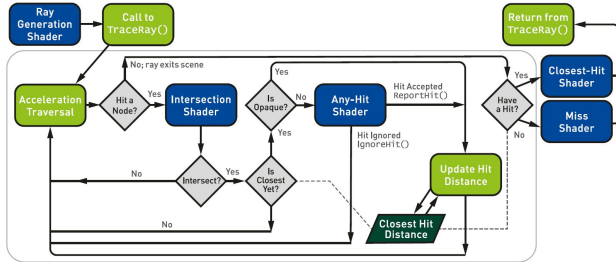 Ray
Generation
Shader
Call to
TraceRay()
Return from
TraceRay()
No; ray exits scene
Acceleration
Traversal
Hit a
Node?
Yes
Intersection
Shader
Yes
Is
Opaque?
No
Any-Hit
Shader
Hit Accepted
ReportHit()
Have
a Hit?
Yes
Closest-Hit
Shader
No
Miss
Shader
Hit Ignored
IgnoreHit()
Yes
No
Intersect?
Yes
Is
Closest
Yet?
Update Hit
Distance
No
Closest Hit
Distance